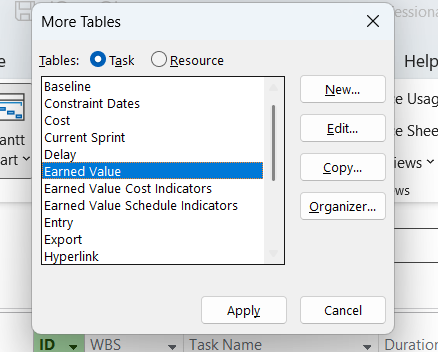 More Tables
essiona
Tables: Task Resource
Help
Baseline
Constraint Dates
Cost
Current Sprint
Delay
Earned Value
Earned Value Cost Indicators
Earned Value Schedule Indicators
Entry
Export
Hyperlink
New...
Edit...
Copy...
Organizer...
Apply
Cancel
antt
art
e Usag
e Shee
iews
ws
ID
WBS
Task Name
Duration